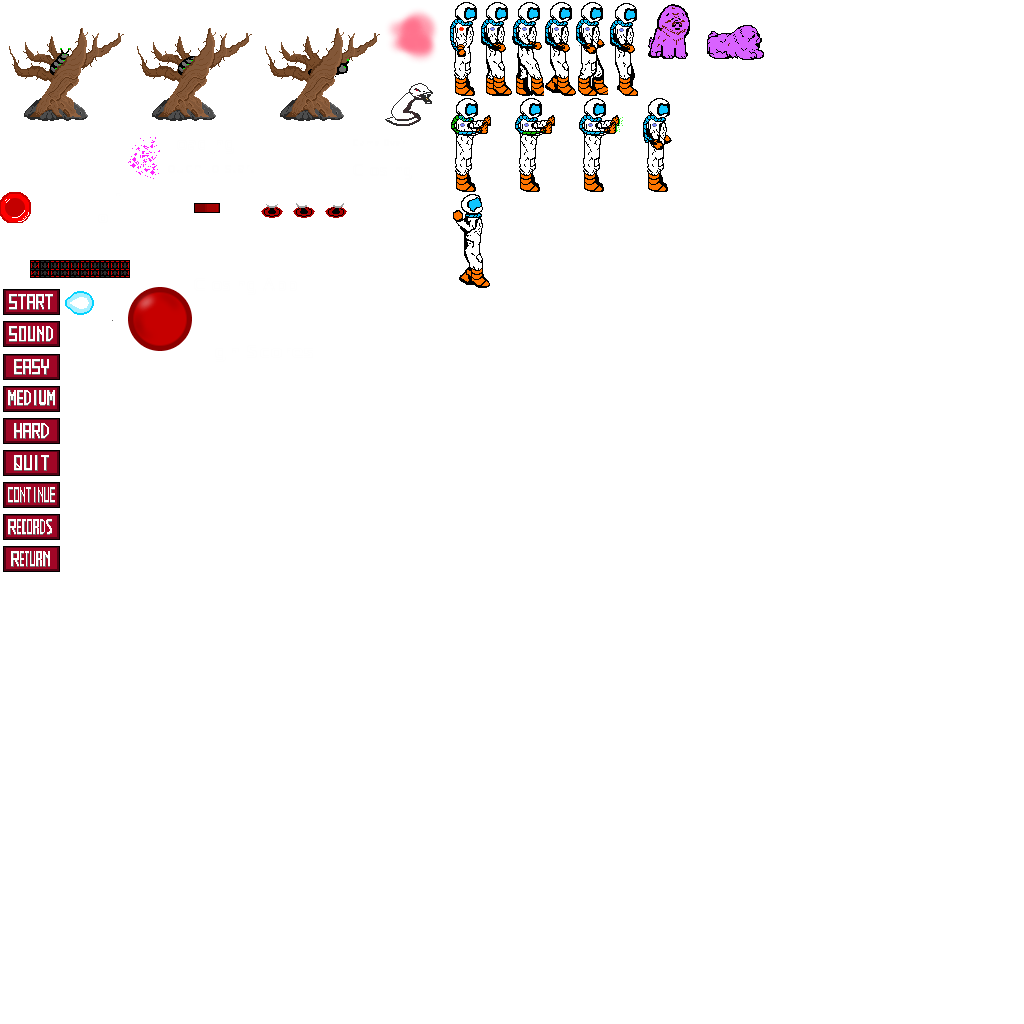 START
SOUND
EASY
MEDIUM
HARD
QUIT
CONTINUE
RECORDS
RETURN